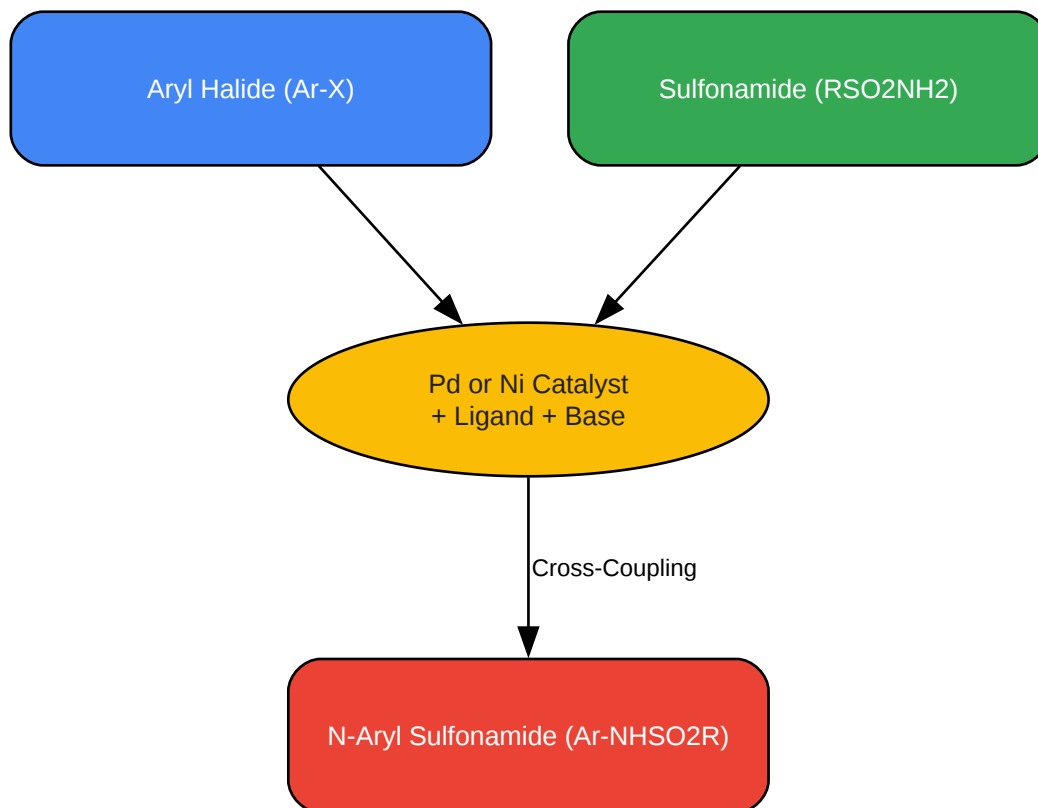 Aryl Halide (Ar-X)
Sulfonamide (RSO2NH2)
Pd or Ni Catalyst
+ Ligand + Base
Cross-Coupling
N-Aryl Sulfonamide (Ar-NHSO2R)